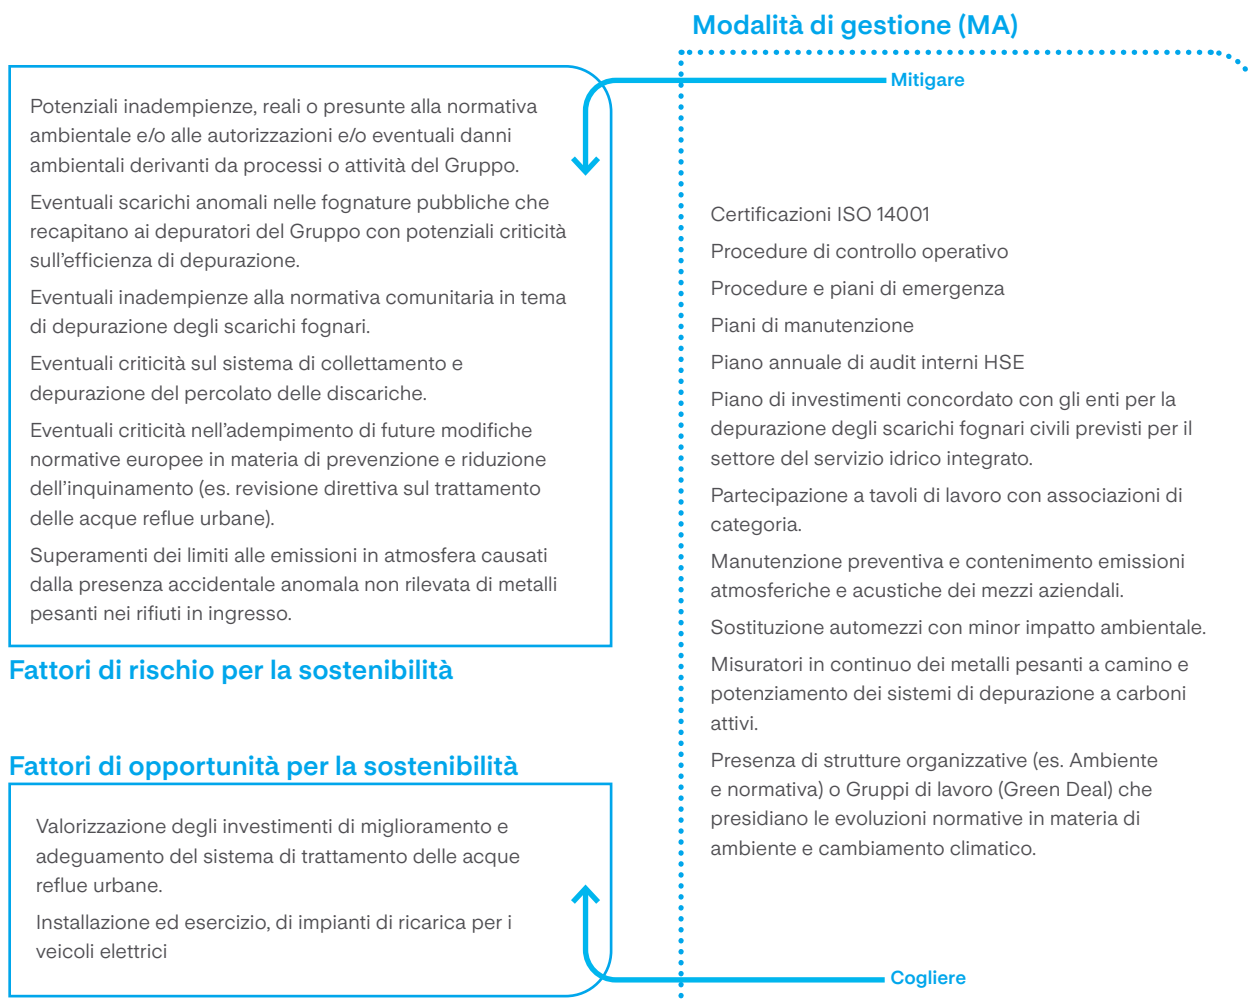 Modalità di gestione (MA)
Mitigare
Potenziali inadempienze, reali o presunte alla normativa
ambientale e/o alle autorizzazioni e/o eventuali danni
ambientali derivanti da processi o attività del Gruppo.
Eventuali scarichi anomali nelle fognature pubbliche che
recapitano ai depuratori del Gruppo con potenziali criticità
sull'efficienza di depurazione.
Eventuali inadempienze alla normativa comunitaria in tema
di depurazione degli scarichi fognari.
Eventuali criticità sul sistema di collettamento e
depurazione del percolato delle discariche.
Eventuali criticità nell'adempimento di future modifiche
normative europee in materia di prevenzione e riduzione
dell'inquinamento (es. revisione direttiva sul trattamento
delle acque reflue urbane).
Superamenti dei limiti alle emissioni in atmosfera causati
dalla presenza accidentale anomala non rilevata di metalli
pesanti nei rifiuti in ingresso.
Fattori di rischio per la sostenibilità
Fattori di opportunità per la sostenibilità
Valorizzazione degli investimenti di miglioramento e
adeguamento del sistema di trattamento delle acque
reflue urbane.
Installazione ed esercizio, di impianti di ricarica per i
veicoli elettrici
Certificazioni ISO 14001
Procedure di controllo operativo
Procedure e piani di emergenza
Piani di manutenzione
Piano annuale di audit interni HSE
Piano di investimenti concordato con gli enti per la
depurazione degli scarichi fognari civili previsti per il
settore del servizio idrico integrato.
Partecipazione a tavoli di lavoro con associazioni di
categoria.
Manutenzione preventiva e contenimento emissioni
atmosferiche e acustiche dei mezzi aziendali.
Sostituzione automezzi con minor impatto ambientale.
Misuratori in continuo dei metalli pesanti a camino e
potenziamento dei sistemi di depurazione a carboni
attivi.
Presenza di strutture organizzative (es. Ambiente
e normativa) o Gruppi di lavoro (Green Deal) che
presidiano le evoluzioni normative in materia di
ambiente e cambiamento climatico.
Cogliere